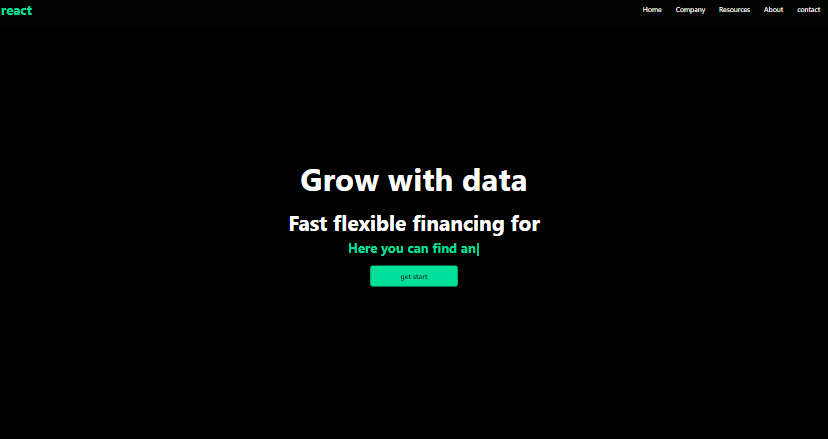 react
Home Company Resources About contact
Grow with data
Fast flexible financing for
Here you can find an|
get start